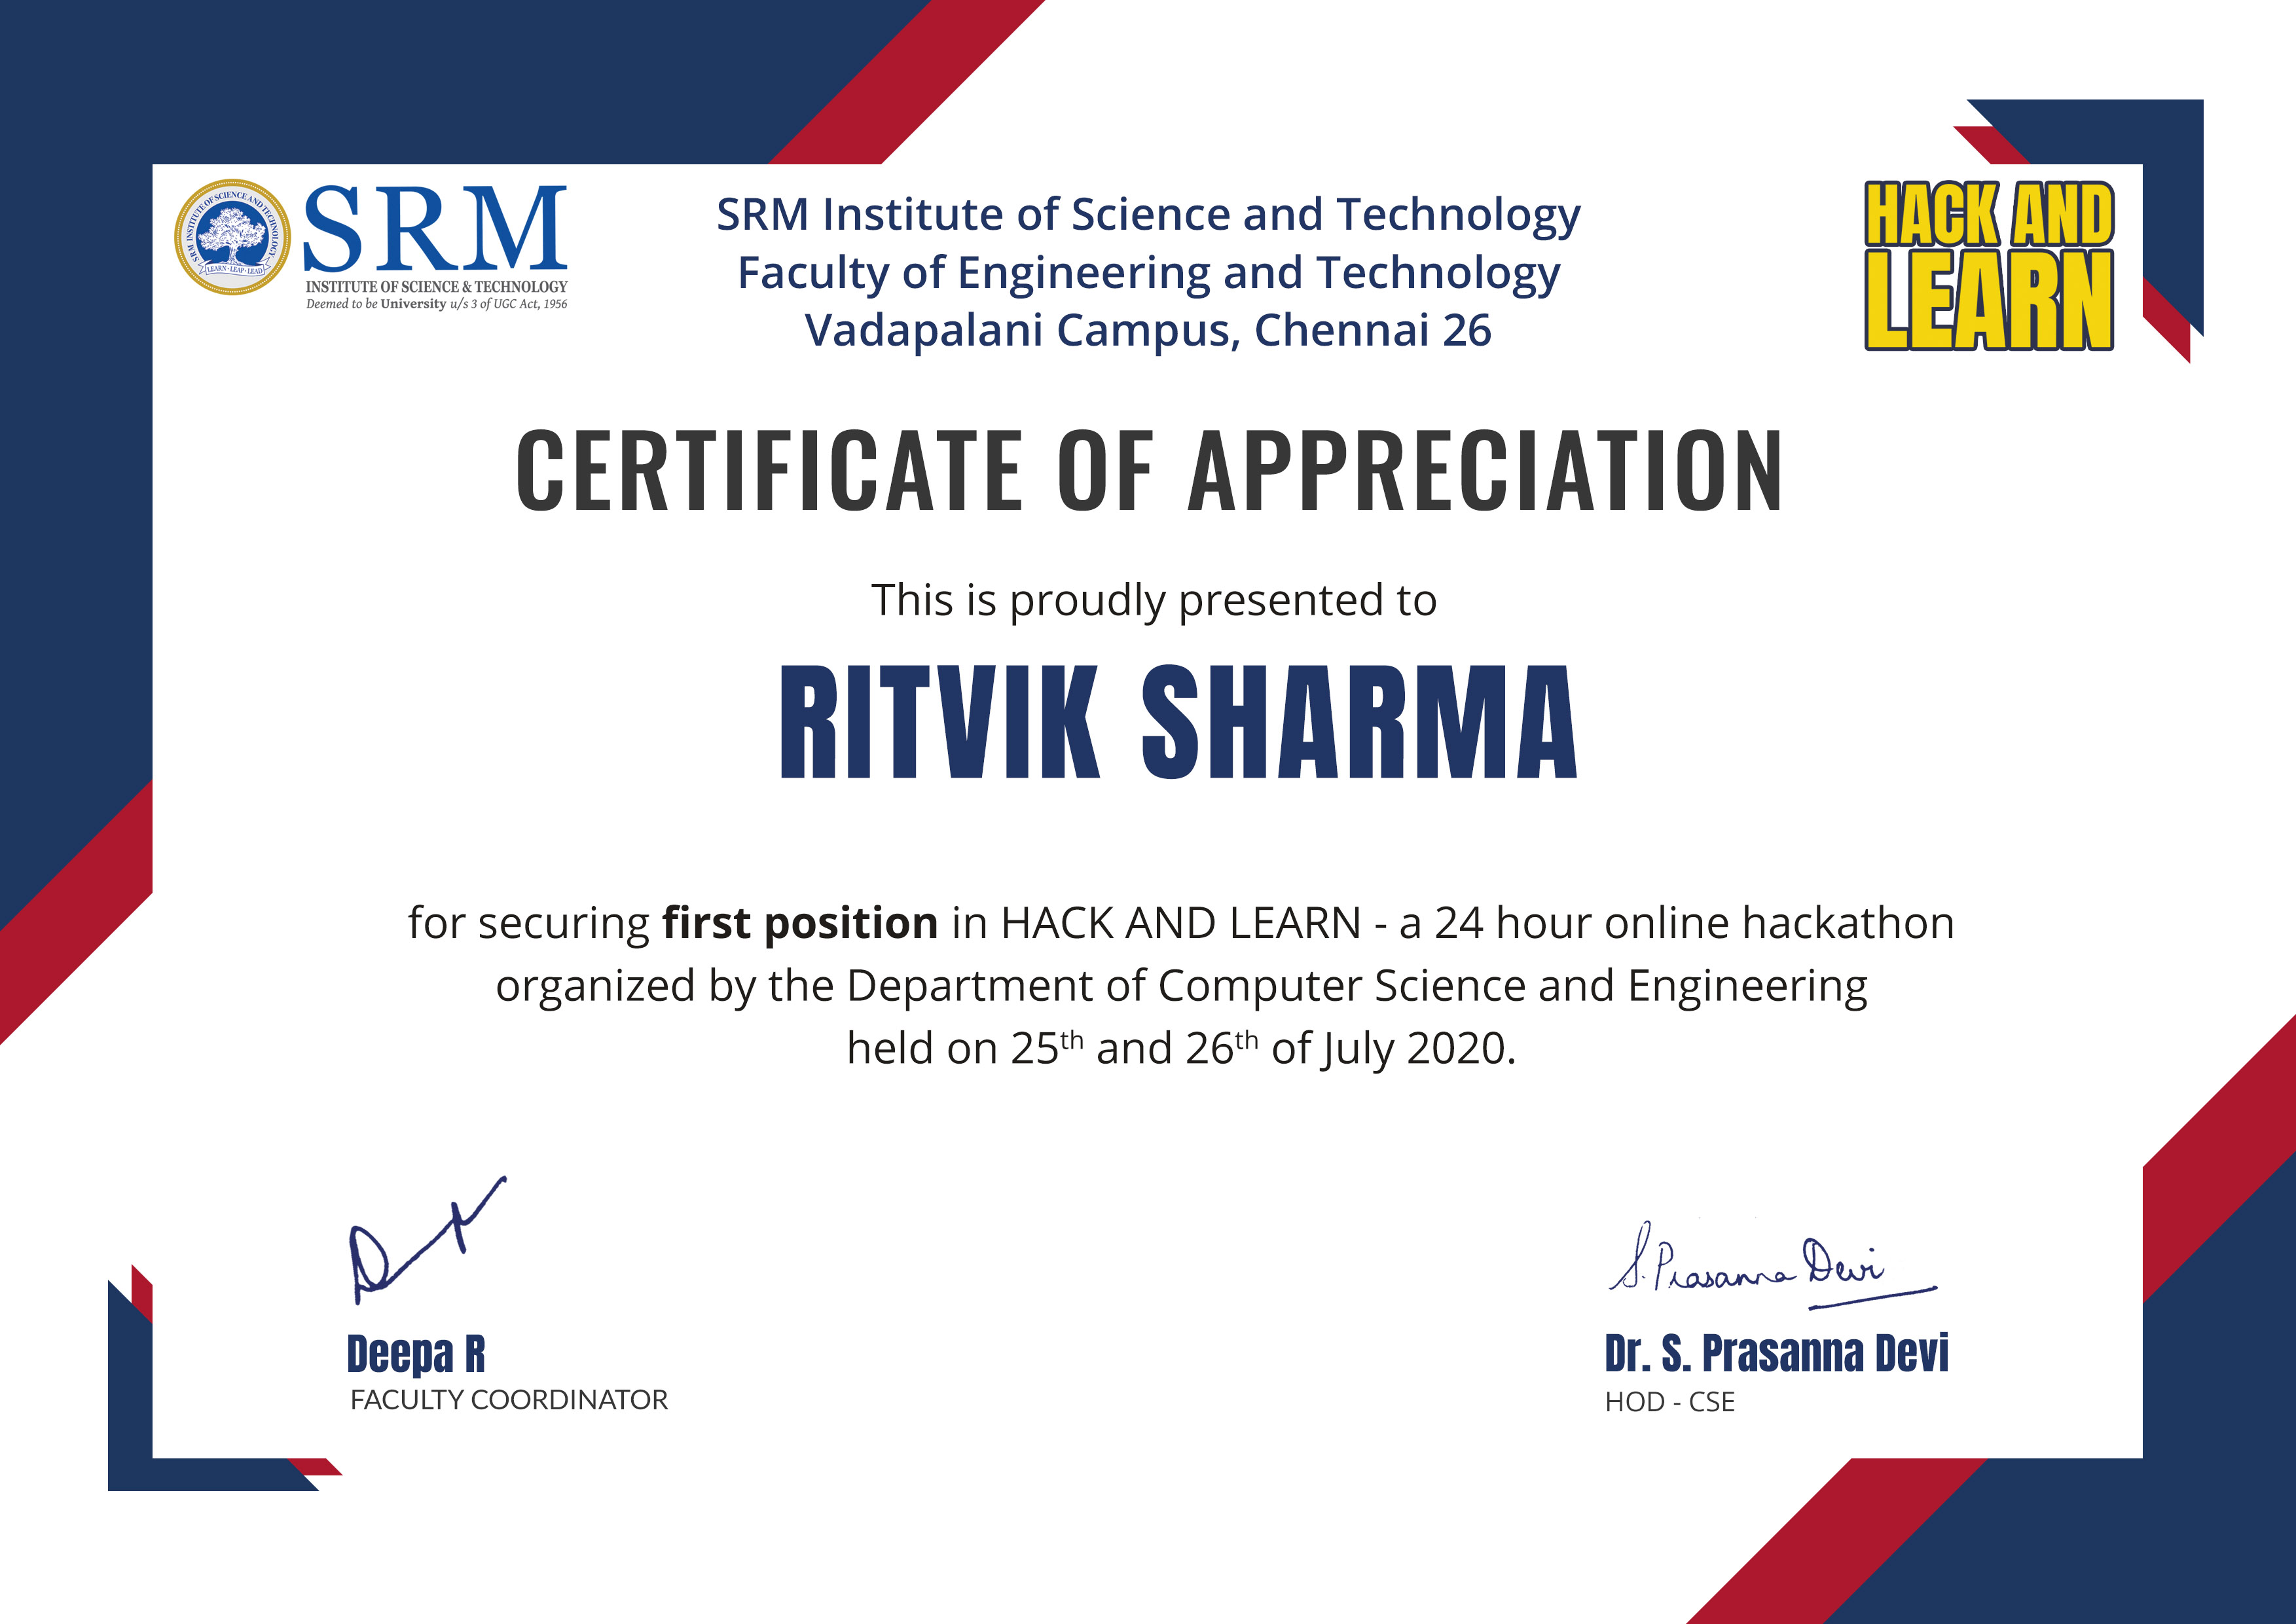 SRM INSTITUTE OF SCIENCE AND TECHNOLOGY
LEARN · LEAP · LEAD
SRM
INSTITUTE OF SCIENCE & TECHNOLOGY
Deemed to be University u/s 3 of UGC Act, 1956
SRM Institute of Science and Technology
Faculty of Engineering and Technology
Vadapalani Campus, Chennai 26
HACK AND
LEARN
CERTIFICATE OF APPRECIATION
This is proudly presented to
RITVIK SHARMA
for securing first position in HACK AND LEARN - a 24 hour online hackathon
organized by the Department of Computer Science and Engineering
held on 25th and 26th of July 2020.
Deepa R
FACULTY COORDINATOR
S. Prasanna Devi
Dr. S. Prasanna Devi
HOD - CSE